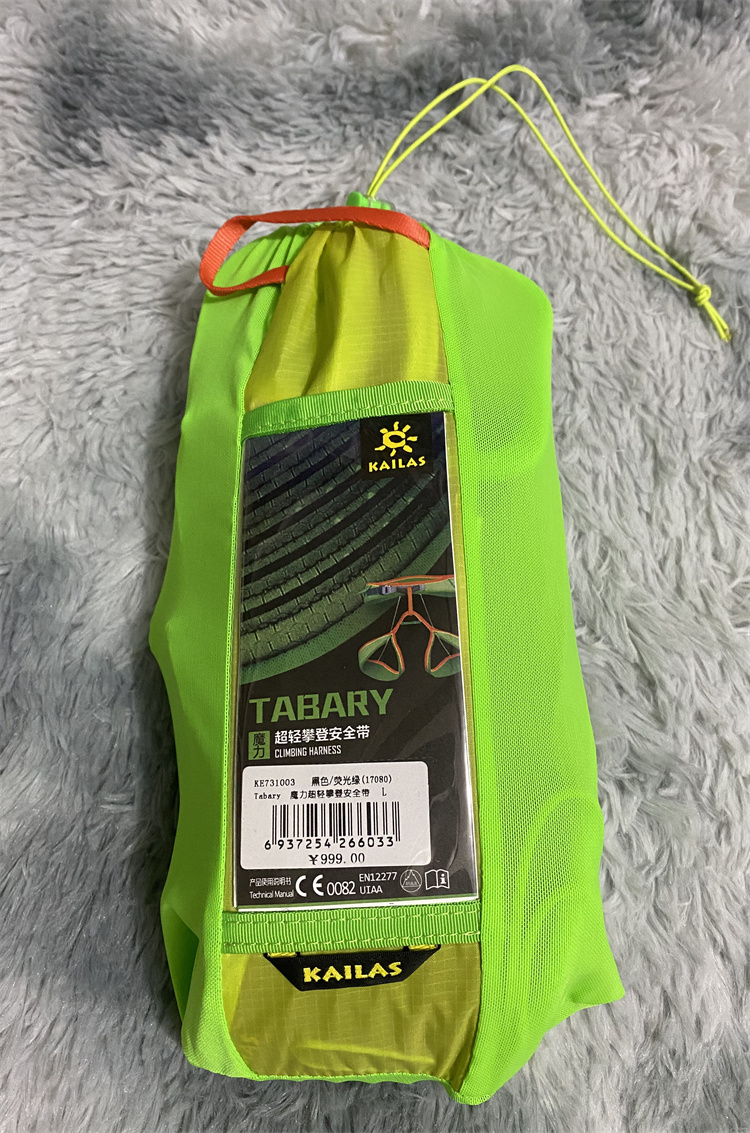 KAILAS
TABARY
魔力
超轻攀登安全带
CLIMBING HARNESS
KE731003 黑色/荧光绿(17080)
Tabary 魔力超轻攀登安全带 L
6 937254 266033
¥999.00
产品使用说明书
Technical Manual
CE 0082
EN12277
UIAA
KAILAS